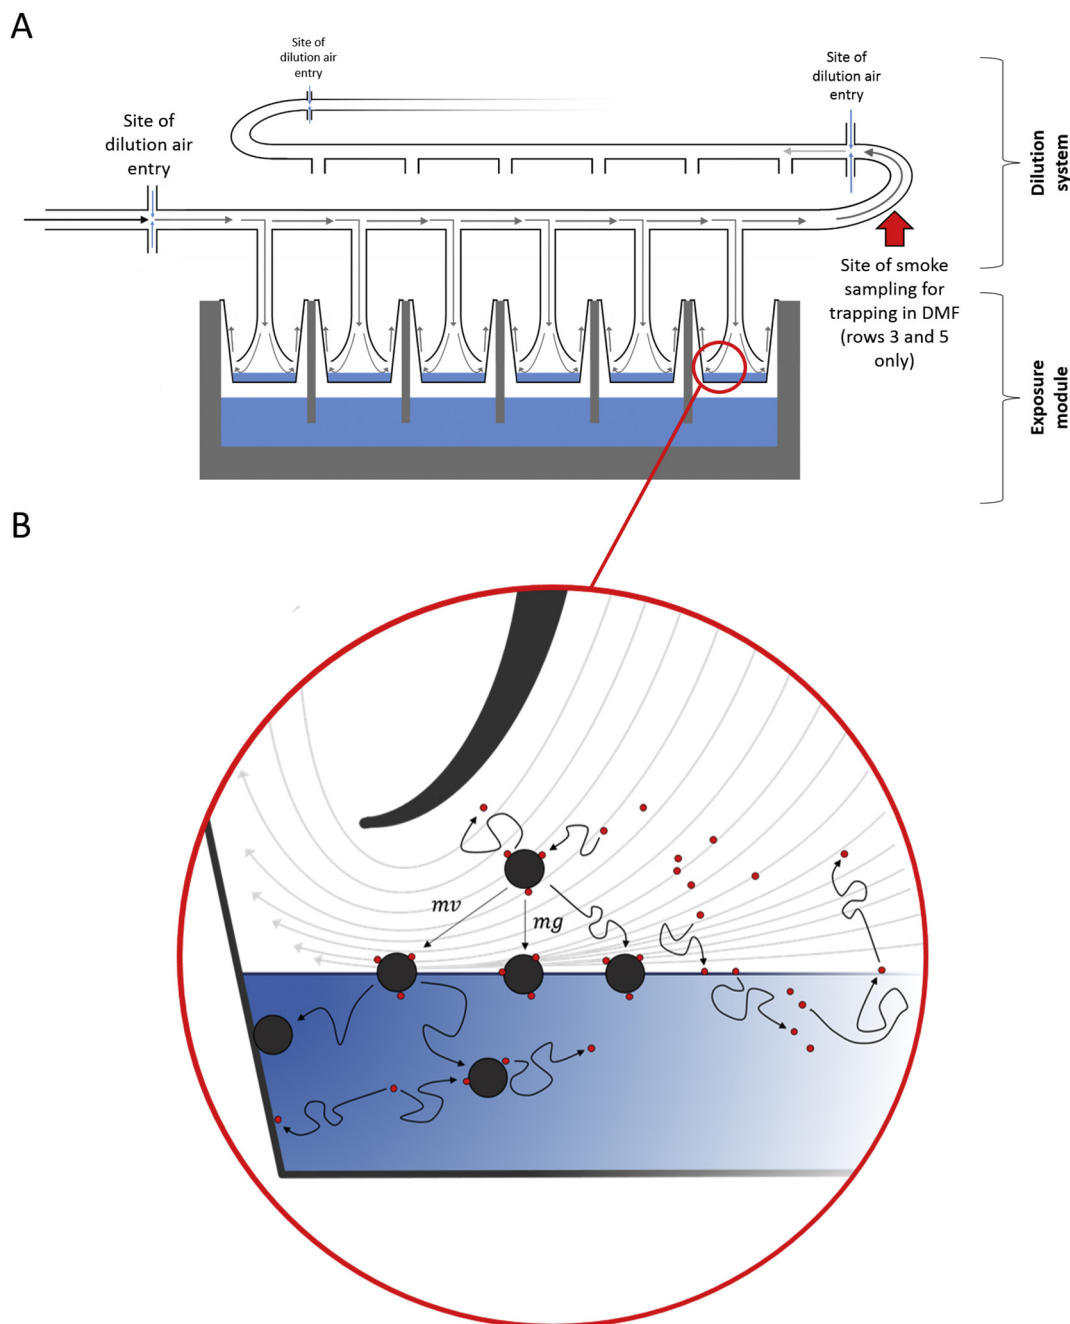 A
Site of
dilution air
entry
Site of
dilution air
entry
Site of
dilution air
entry
Dilution
system
Site of smoke
sampling for
trapping in DMF
(rows 3 and 5
only)
Exposure
module
B
mv
mg